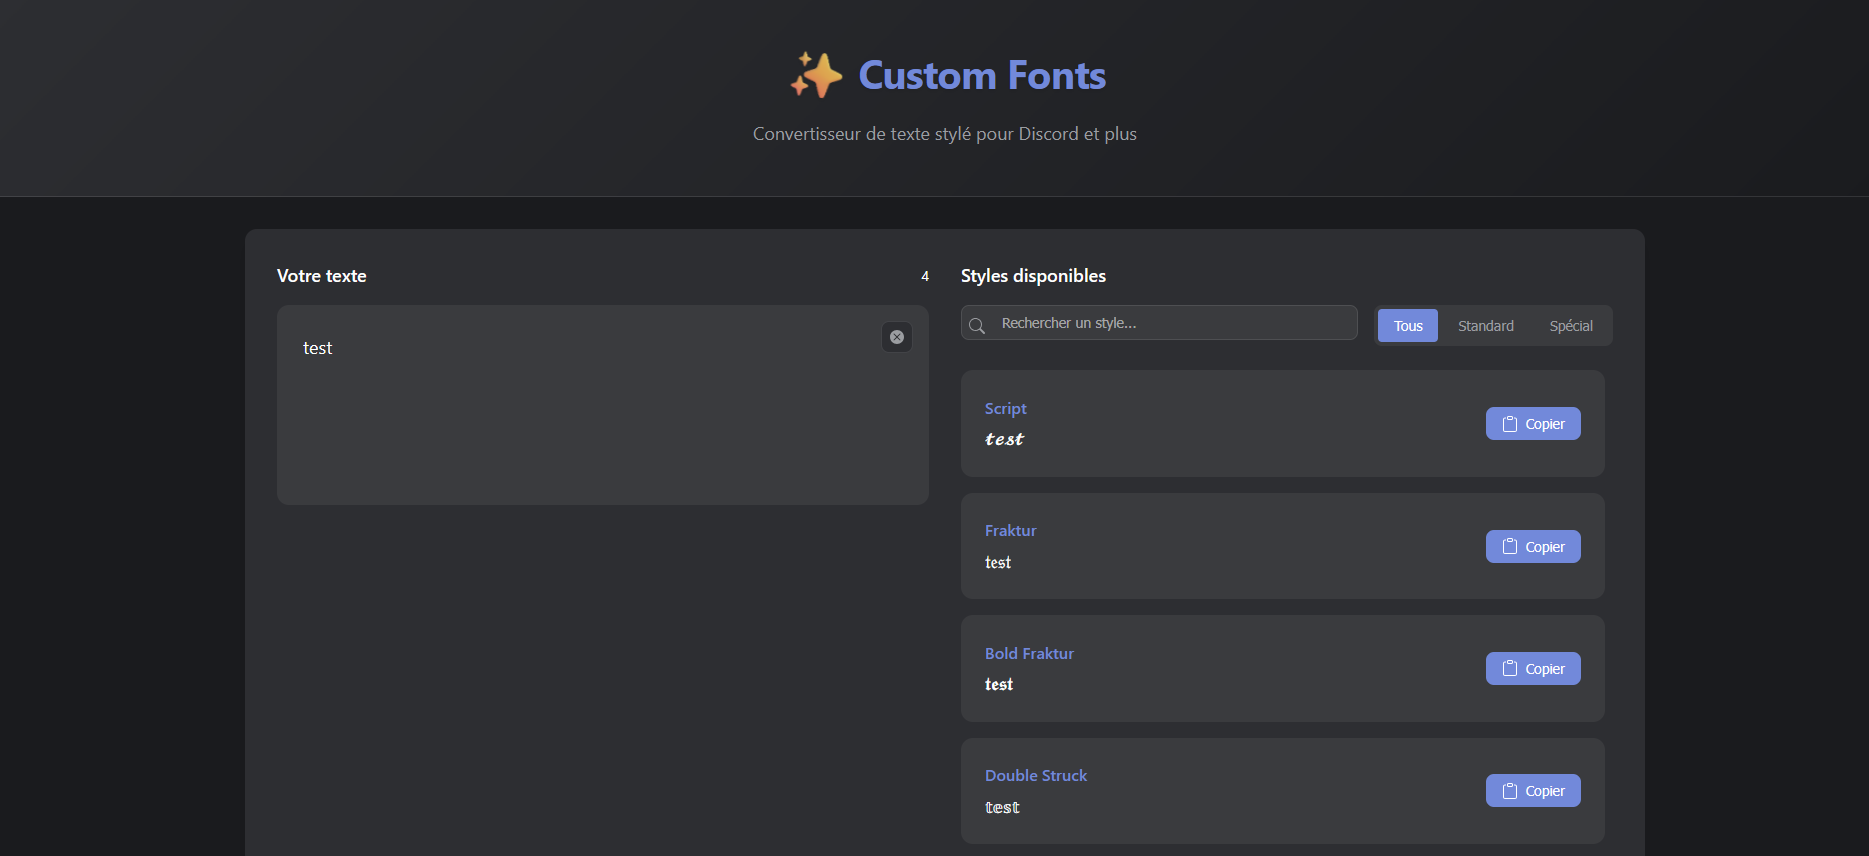 ✨ Custom Fonts
Convertisseur de texte stylé pour Discord et plus
Votre texte
4
test
Styles disponibles
Rechercher un style...
Tous
Standard
Spécial
Script
𝓽𝓮𝓼𝓽
Copier
Fraktur
𝔱𝔢𝔰𝔱
Copier
Bold Fraktur
𝖙𝖊𝖘𝖙
Copier
Double Struck
𝕥𝕖𝕤𝕥
Copier